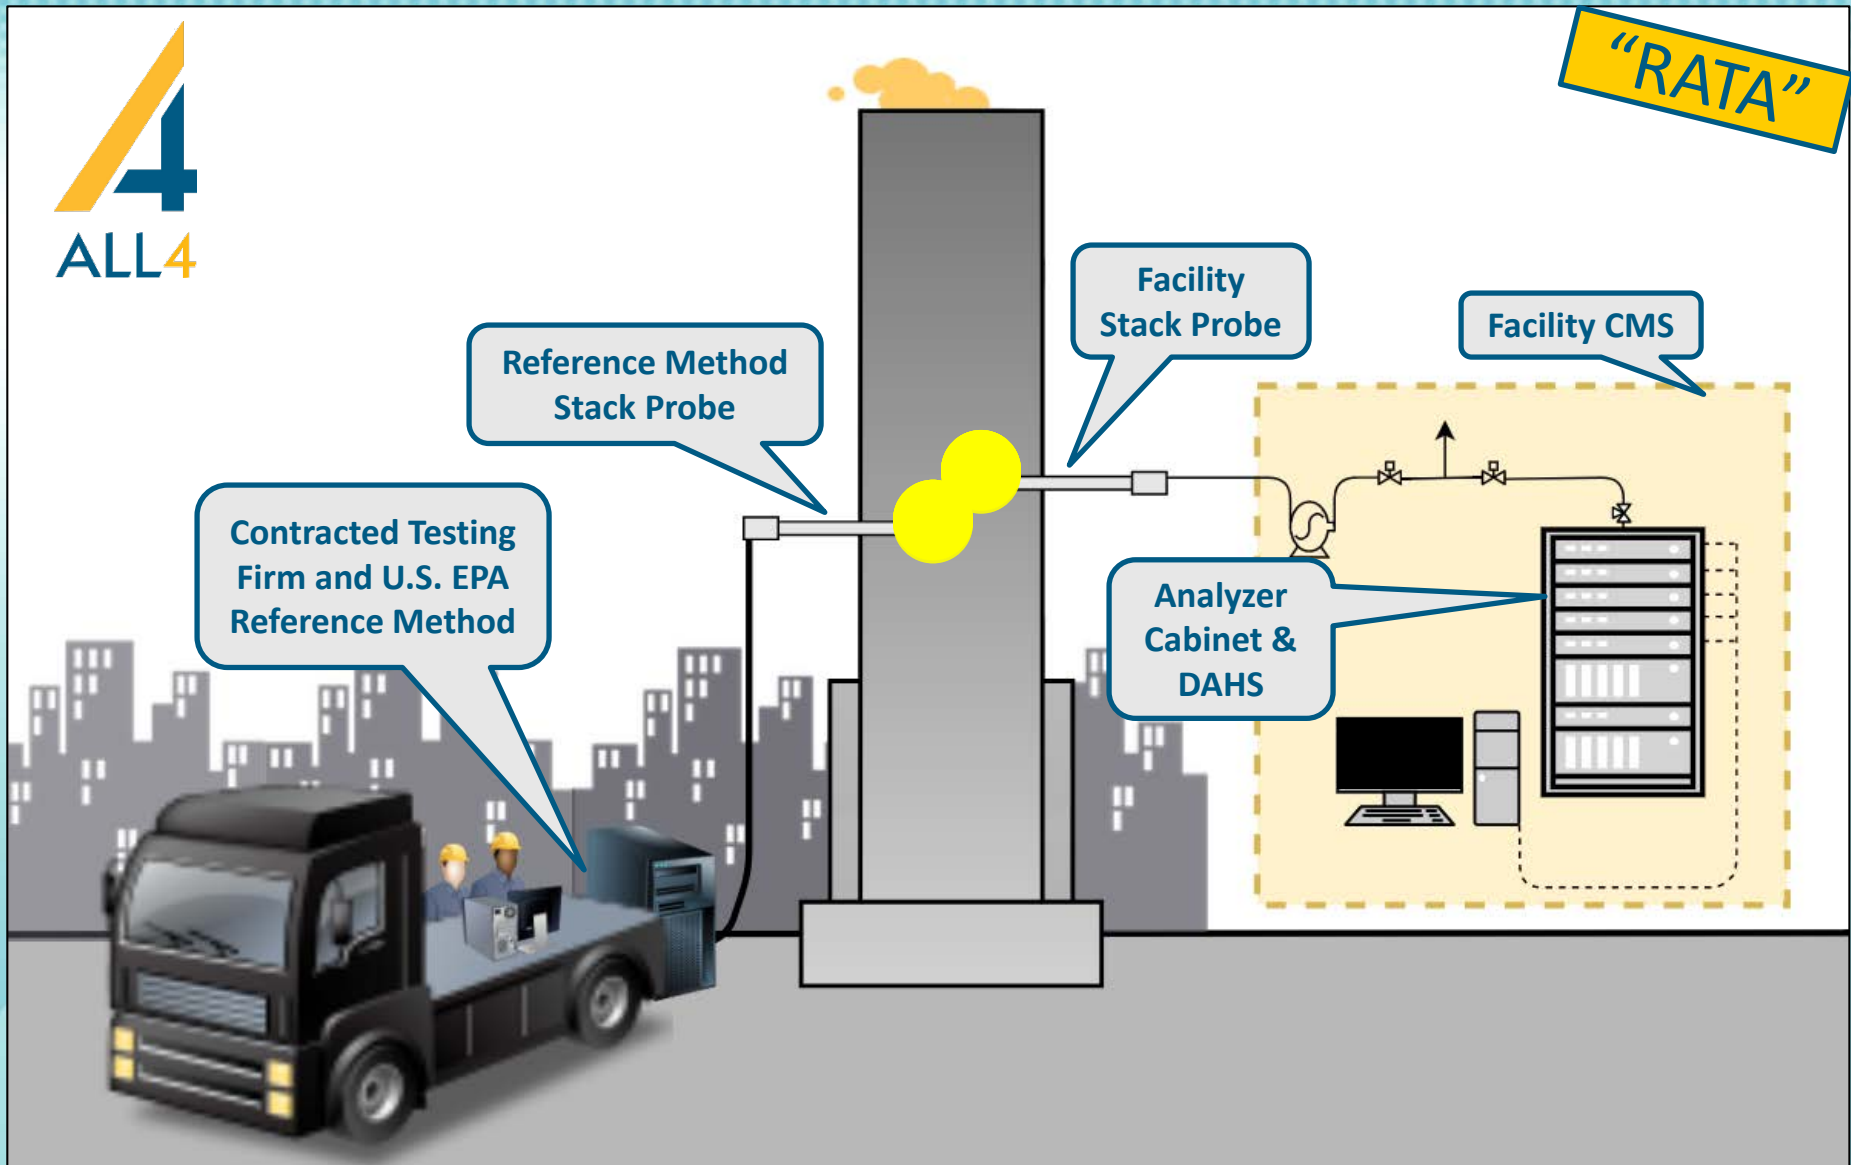 ALL4
“RATA”
Facility
Stack Probe
Facility CMS
Reference Method
Stack Probe
Contracted Testing
Firm and U.S. EPA
Reference Method
Analyzer
Cabinet &
DAHS